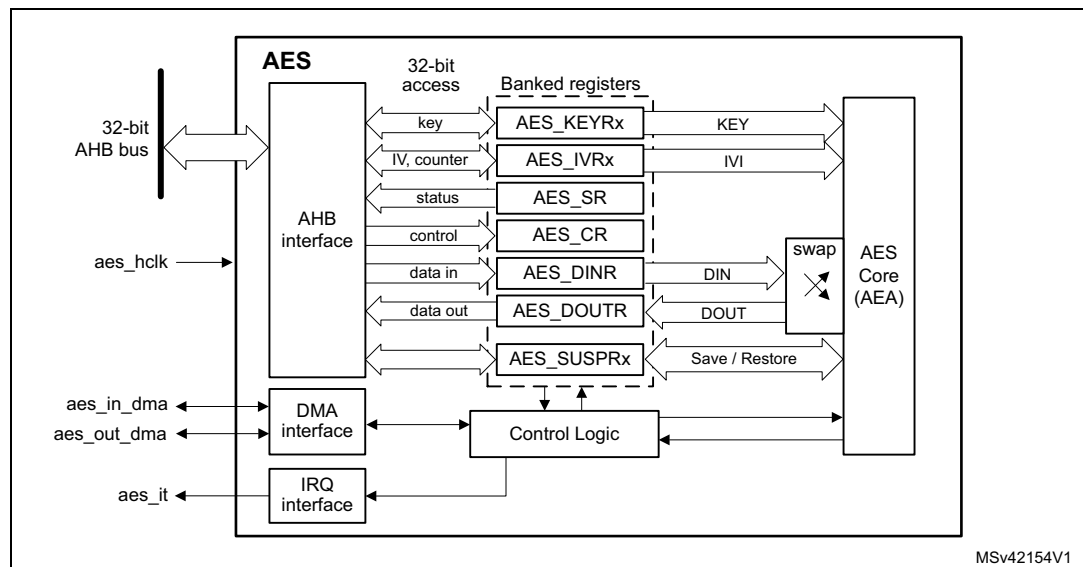 AES
32-bit
access
Banked registers
32-bit
AHB bus
AHB
interface
key
AES_KEYRx
KEY
IV, counter
AES_IVRx
IVI
status
AES_SR
control
AES_CR
data in
AES_DINR
DIN
swap
AES
Core
(AEA)
data out
AES_DOUTR
DOUT
AES_SUSPRx
Save / Restore
aes_hclk
aes_in_dma
aes_out_dma
DMA
interface
Control Logic
aes_it
IRQ
interface
MSv42154V1